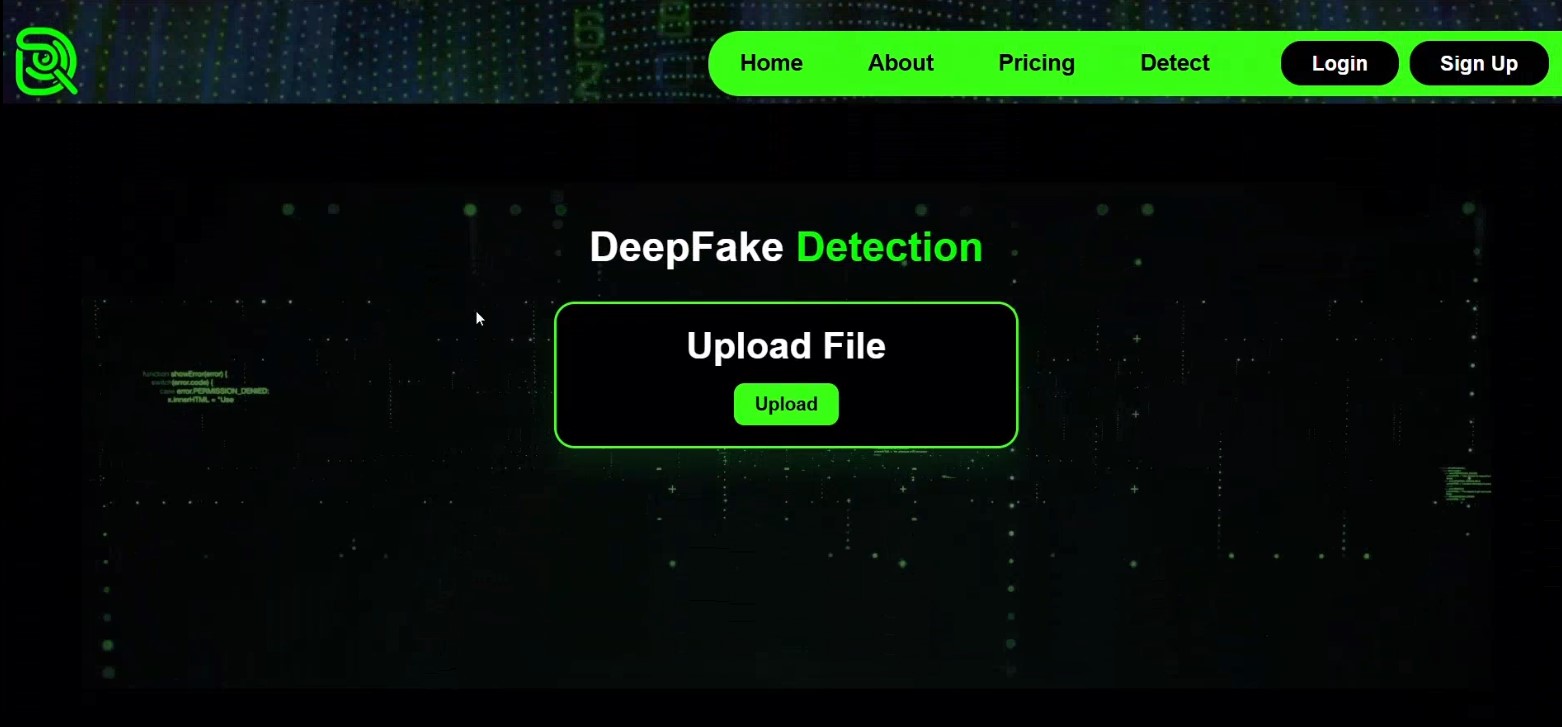 Home About Pricing Detect Login Sign Up
DeepFake Detection
Upload File
Upload
function showError(error) {
switch(error.code) {
case error.PERMISSION_DENIED:
x.innerHTML = "Use